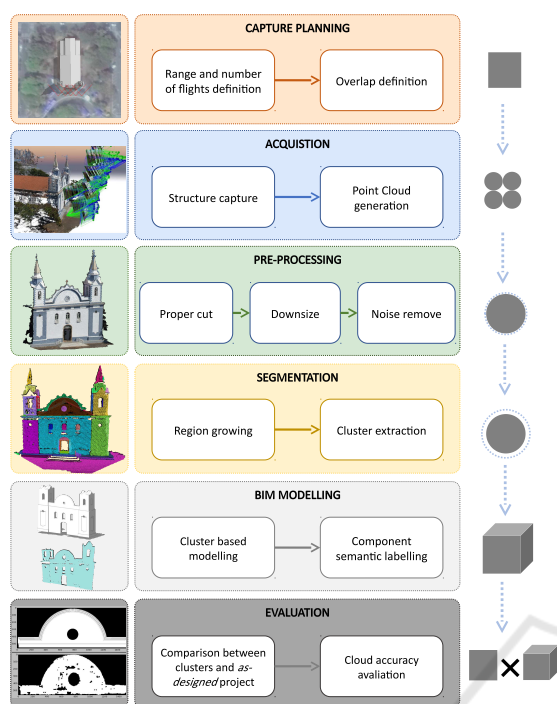 CAPTURE PLANNING
Range and number
of flights definition
Overlap definition
ACQUISTION
Structure capture
Point Cloud
generation
PRE-PROCESSING
Proper cut
Downsize
Noise remove
SEGMENTATION
Region growing
Cluster extraction
BIM MODELLING
Cluster based
modelling
Component
semantic labelling
EVALUATION
Comparison between
clusters and as-
designed project
Cloud accuracy
avaliation